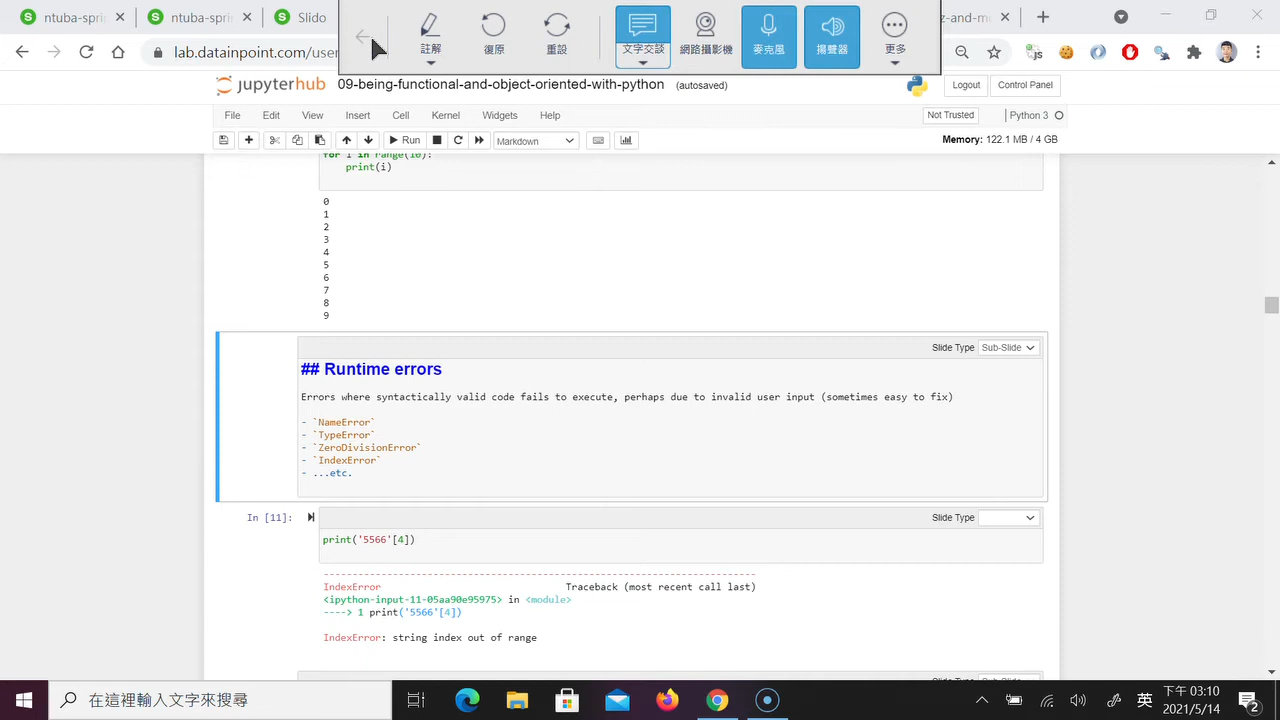 ntuba-spri
ntuba-spri
Slido
z-and-m
註解
復原
重設
文字交談
網路攝影機
麥克風
揚聲器
更多
lab.datainpoint.com/user
jupyterhub
09-being-functional-and-object-oriented-with-python
(autosaved)
Logout
Control Panel
File
Edit
View
Insert
Cell
Kernel
Widgets
Help
Not Trusted
Python 3
Run
Markdown
Memory: 122.1 MB / 4 GB
for i in range(10):
print(i)
0
1
2
3
4
5
6
7
8
9
Slide Type Sub-Slide
## Runtime errors
Errors where syntactically valid code fails to execute, perhaps due to invalid user input (sometimes easy to fix)
- `NameError`
- `TypeError`
- `ZeroDivisionError`
- `IndexError`
- ...etc.
In [11]:
Slide Type
print('5566'[4])
---------------------------------------------------------------------------
IndexError Traceback (most recent call last)
<ipython-input-11-05aa90e95975> in <module>
----> 1 print('5566'[4])
IndexError: string index out of range
在這裡輸入文字來搜尋
英
下午 03:10
2021/5/14
2